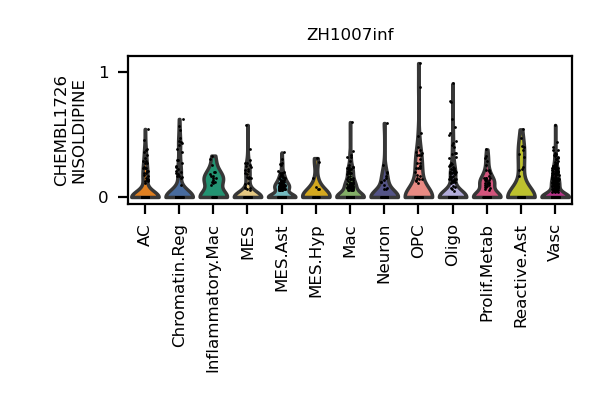 ZH1007inf
CHEMBL1726
NISOLDIPINE
1
0
AC
Chromatin.Reg
Inflammatory.Mac
MES
MES.Ast
MES.Hyp
Mac
Neuron
OPC
Oligo
Prolif.Metab
Reactive.Ast
Vasc